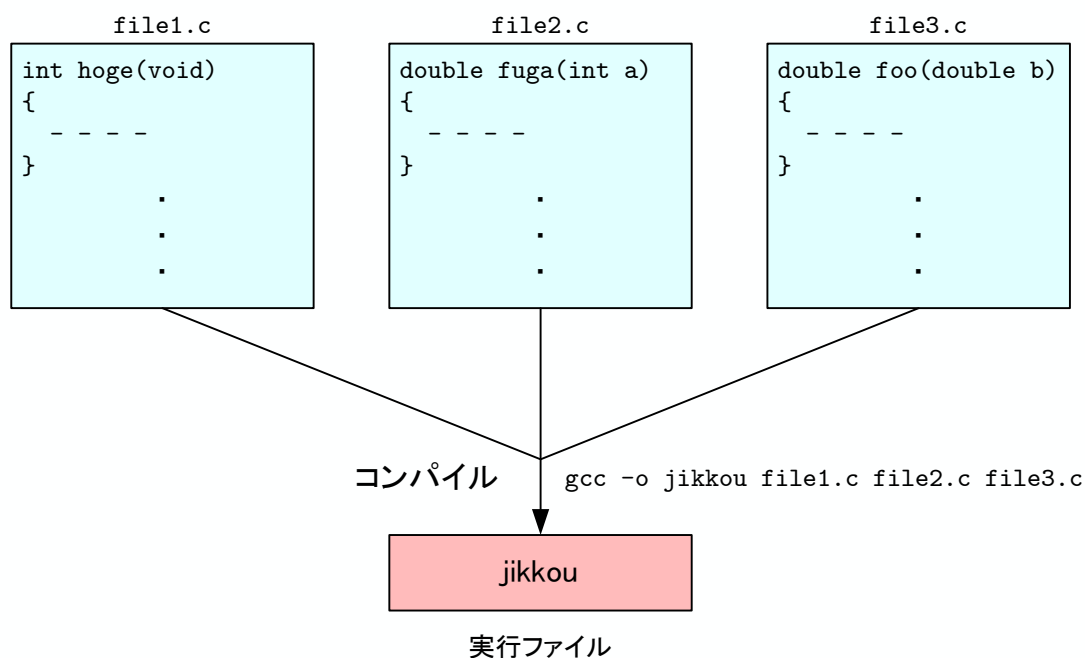 file1.c
int hoge(void)
{
- - - -
}
.
.
.
file2.c
double fuga(int a)
{
- - - -
}
.
.
.
file3.c
double foo(double b)
{
- - - -
}
.
.
.
コンパイル
gcc -o jikkou file1.c file2.c file3.c
jikkou
実行ファイル